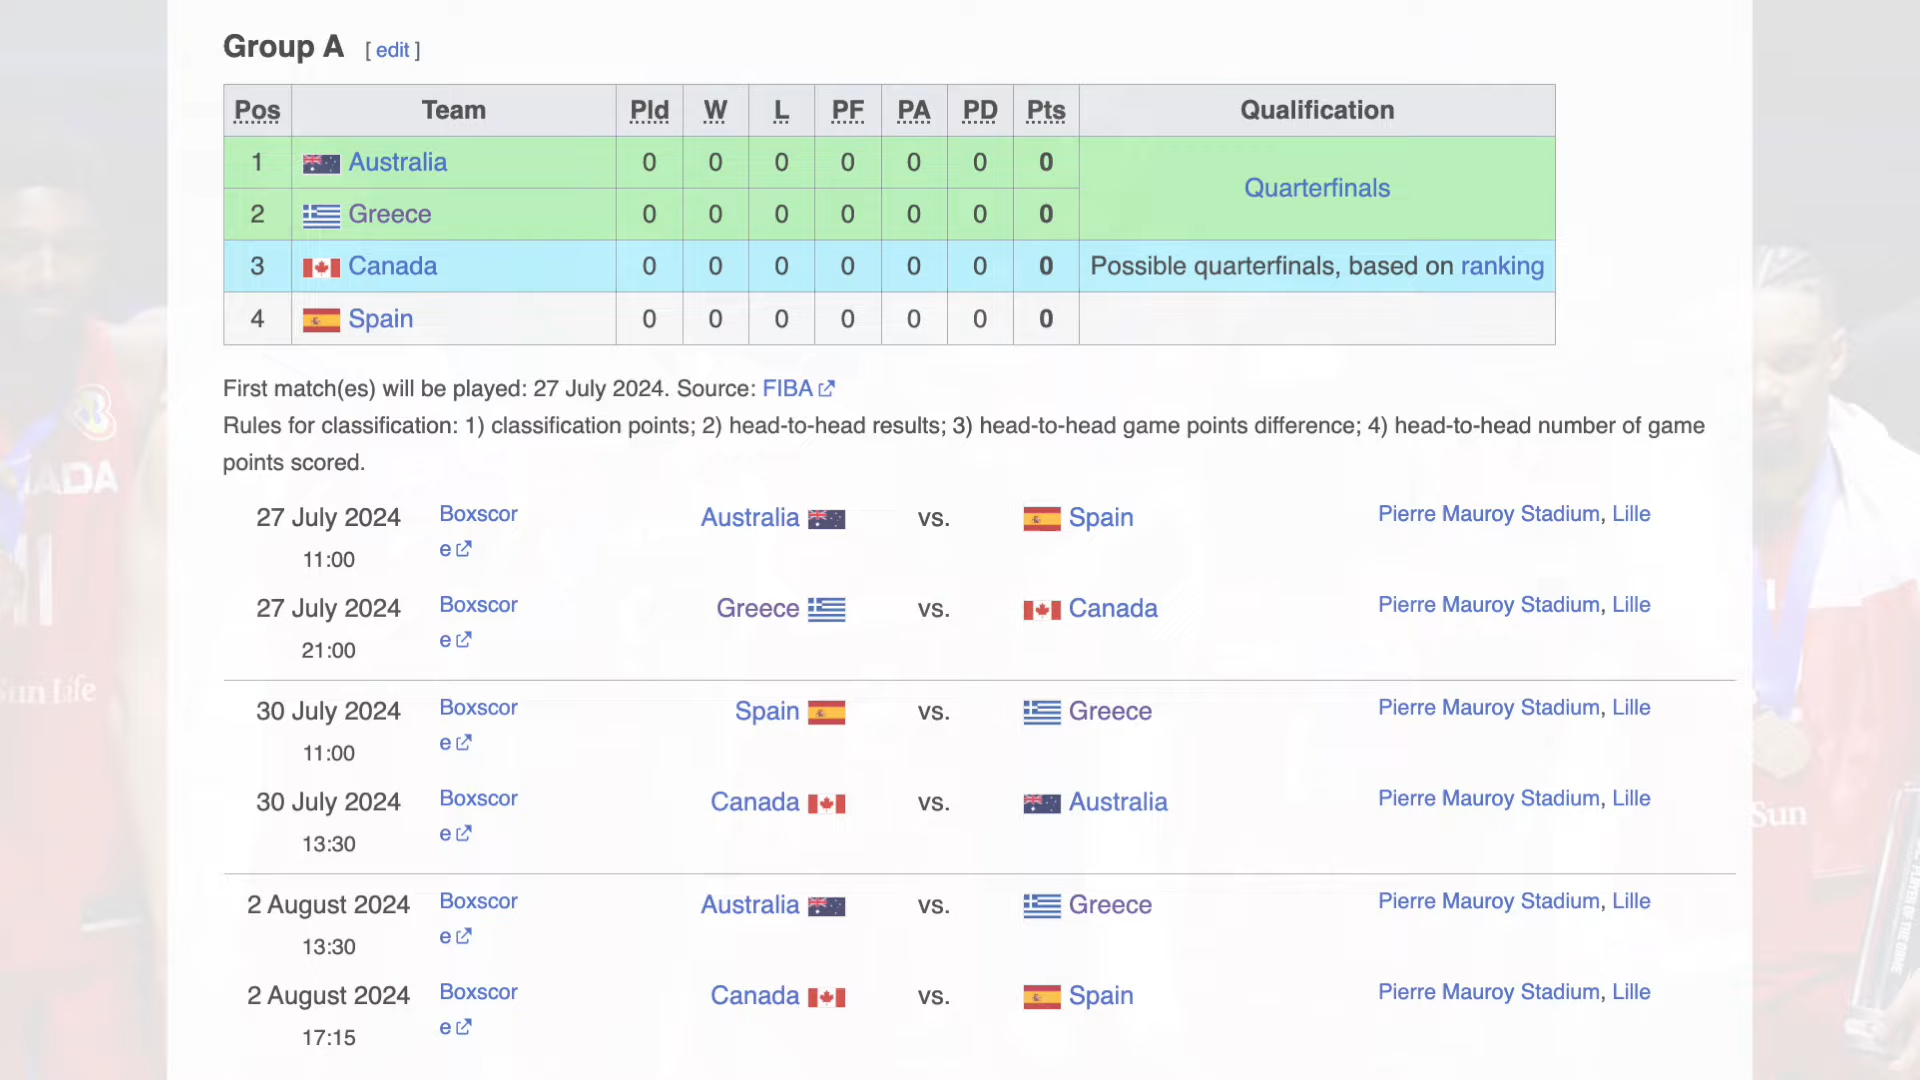 Group A [ edit ]
Pos Team Pld W L PF PA PD Pts Qualification
1 Australia 0 0 0 0 0 0 0 Quarterfinals
2 Greece 0 0 0 0 0 0 0
3 Canada 0 0 0 0 0 0 0 Possible quarterfinals, based on ranking
4 Spain 0 0 0 0 0 0 0
First match(es) will be played: 27 July 2024. Source: FIBA
Rules for classification: 1) classification points; 2) head-to-head results; 3) head-to-head game points difference; 4) head-to-head number of game
points scored.
27 July 2024 Boxscor Australia vs. Spain Pierre Mauroy Stadium, Lille
11:00 e
27 July 2024 Boxscor Greece vs. Canada Pierre Mauroy Stadium, Lille
21:00 e
30 July 2024 Boxscor Spain vs. Greece Pierre Mauroy Stadium, Lille
11:00 e
30 July 2024 Boxscor Canada vs. Australia Pierre Mauroy Stadium, Lille
13:30 e
2 August 2024 Boxscor Australia vs. Greece Pierre Mauroy Stadium, Lille
13:30 e
2 August 2024 Boxscor Canada vs. Spain Pierre Mauroy Stadium, Lille
17:15 e
ADA
Sun Life
Sun